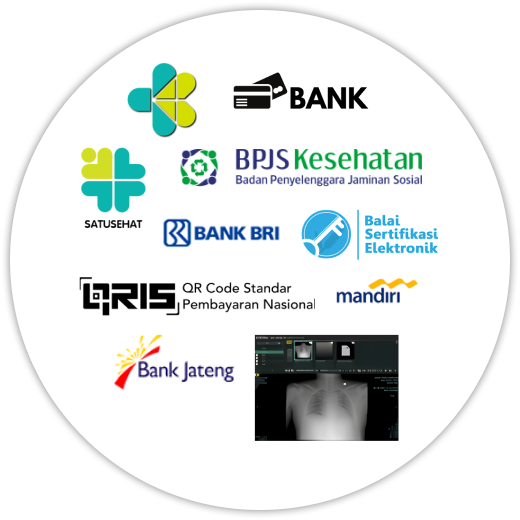 BANK
BPJS Kesehatan
Badan Penyelenggara Jaminan Sosial
SATUSEHAT
BANK BRI
Balai
Sertifikasi
Elektronik
QRIS
QR Code Standar
Pembayaran Nasional
mandiri
Bank Jateng